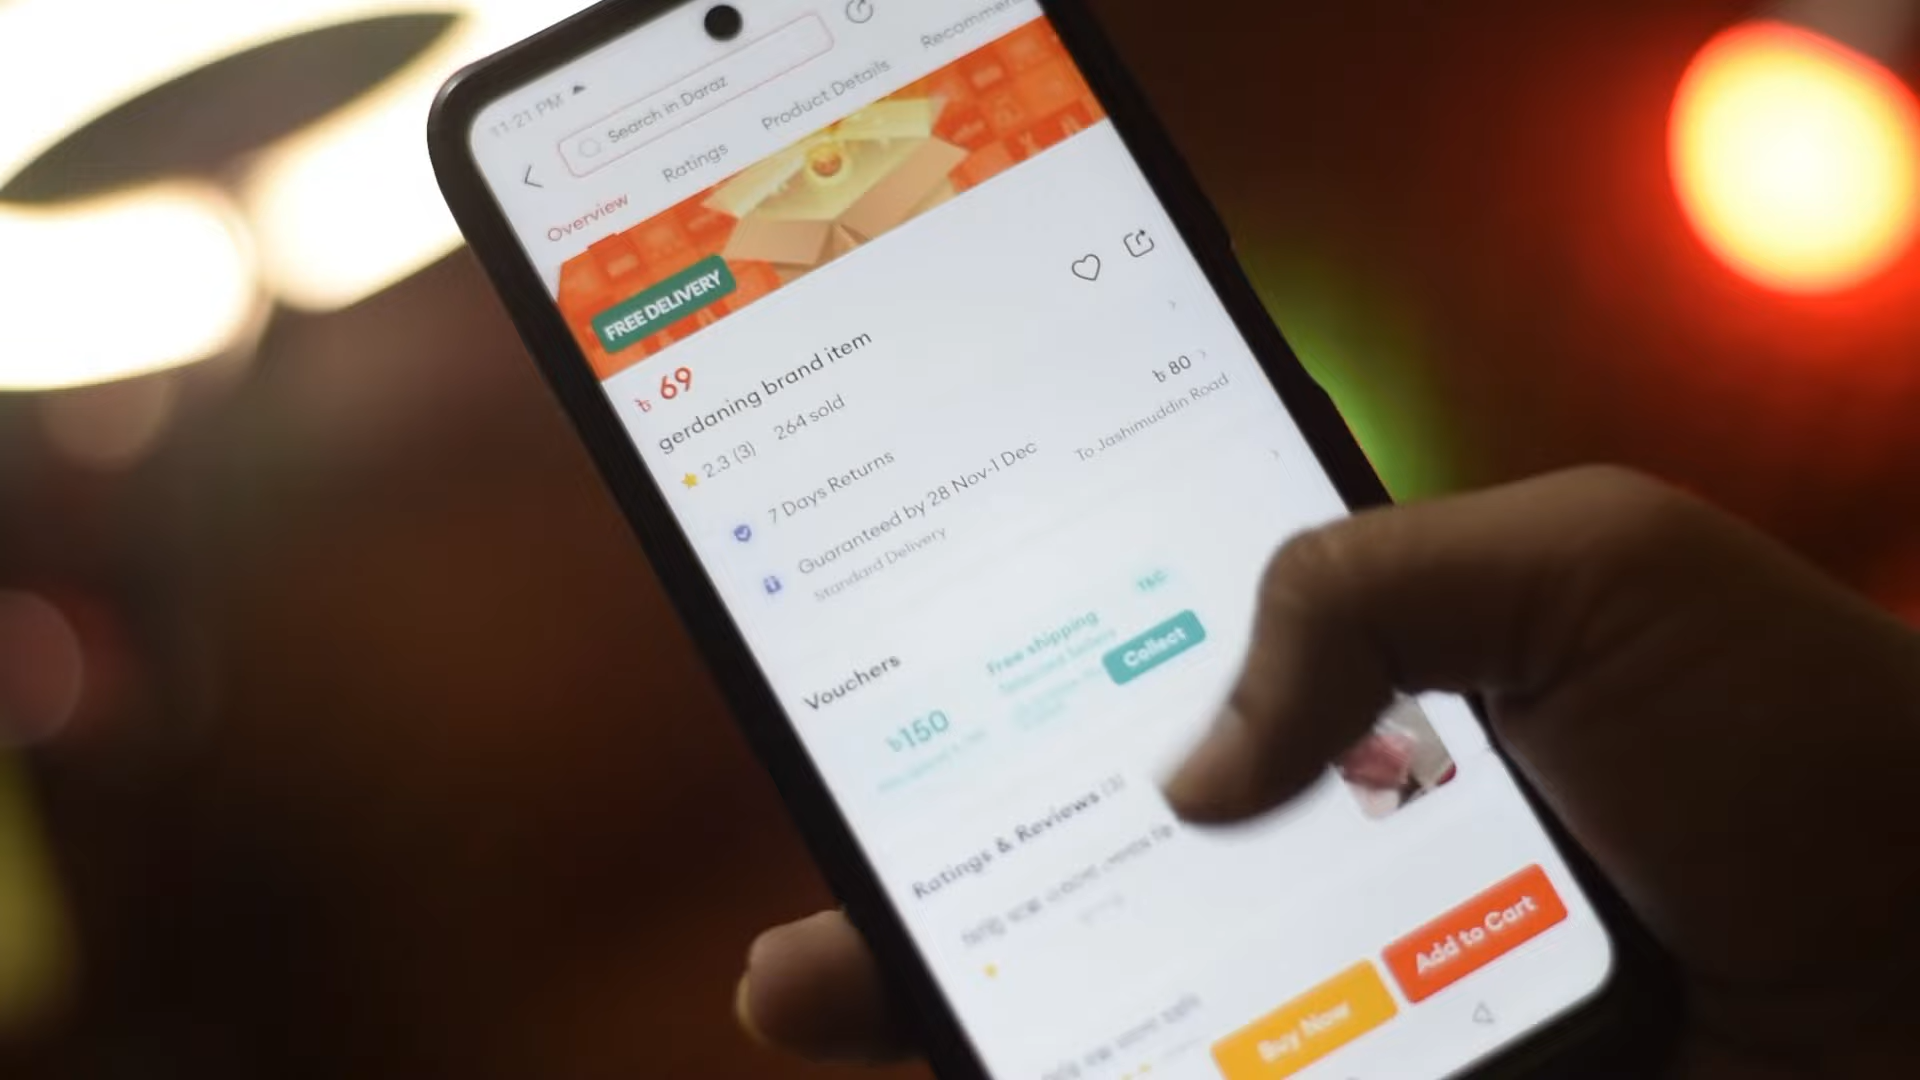 11:21 PM
Search in Daraz
Overview
Ratings
Product Details
FREE DELIVERY
৳ 69
gerdaning brand item
2.3 (3)
264 sold
7 Days Returns
Guaranteed by 28 Nov-1 Dec
৳ 80
Standard Delivery
To Jashimuddin Road
Vouchers
৳150
Free shipping
T&C
Collect
Ratings & Reviews (3)
Buy Now
Add to Cart